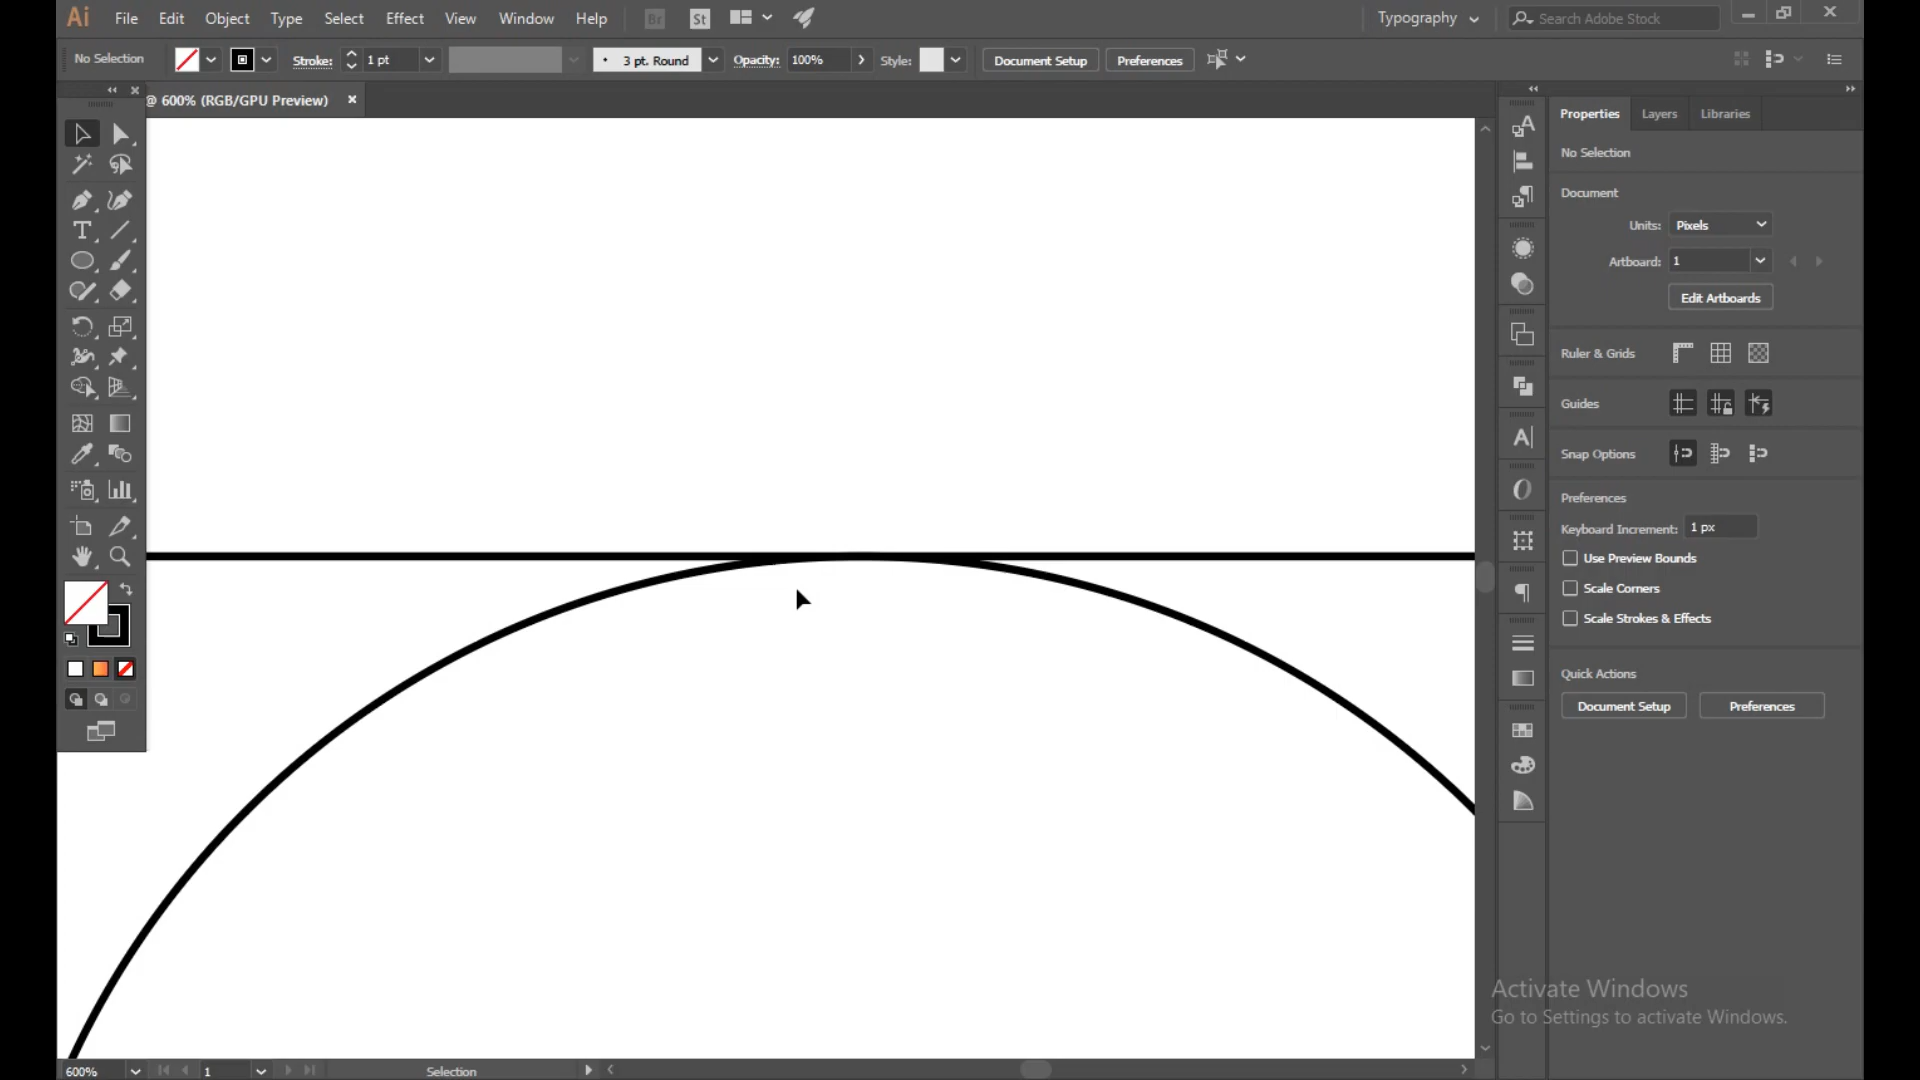 Ai File Edit Object Type Select Effect View Window Help Br St Typography Search Adobe Stock
No Selection Stroke: 1 pt 3 pt. Round Opacity: 100% Style: Document Setup Preferences
@ 600% (RGB/GPU Preview)
Properties Layers Libraries
No Selection
Document
Units: Pixels
Artboard: 1
Edit Artboards
Ruler & Grids
Guides
Snap Options
Preferences
Keyboard Increment: 1 px
Use Preview Bounds
Scale Corners
Scale Strokes & Effects
Quick Actions
Document Setup Preferences
Activate Windows
Go to Settings to activate Windows.
600% 1 Selection